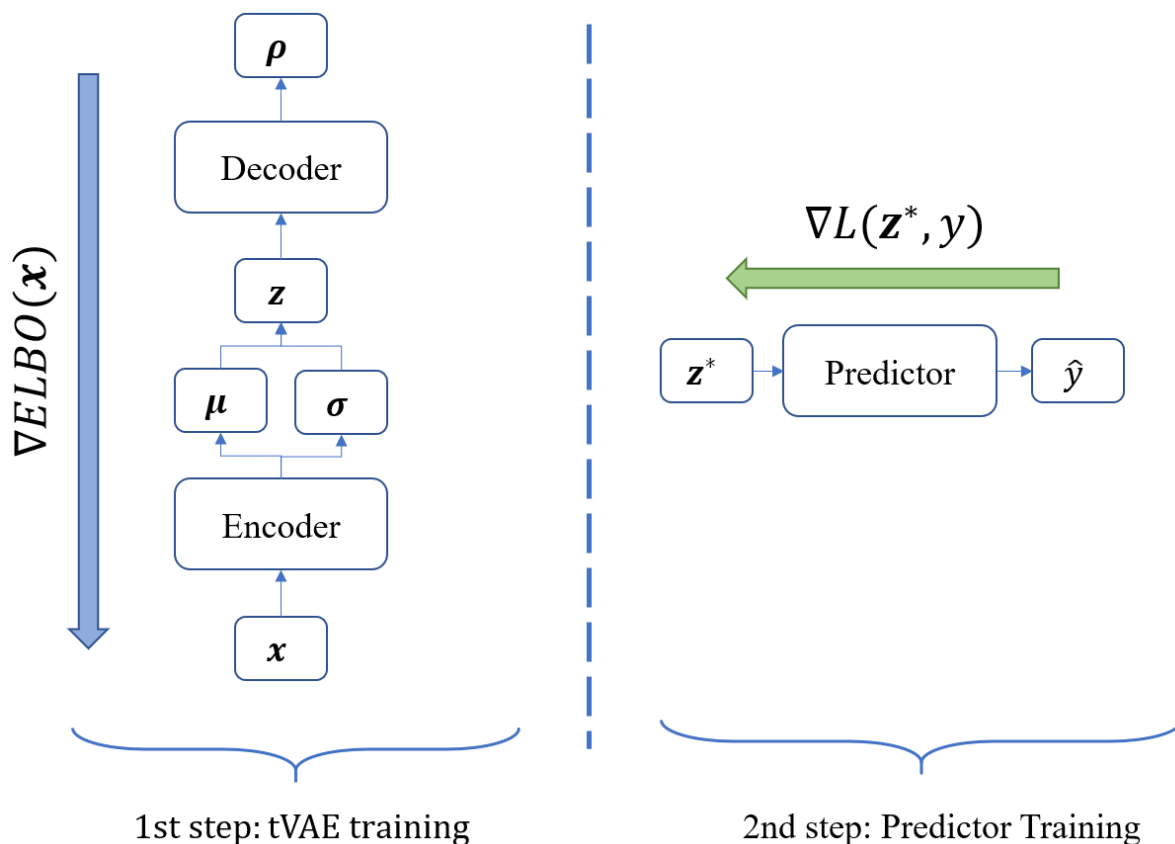 ρ
Decoder
z
μ
σ
Encoder
x
∇ELBO(x)
1st step: tVAE training
∇L(z*, y)
z*
Predictor
ŷ
2nd step: Predictor Training